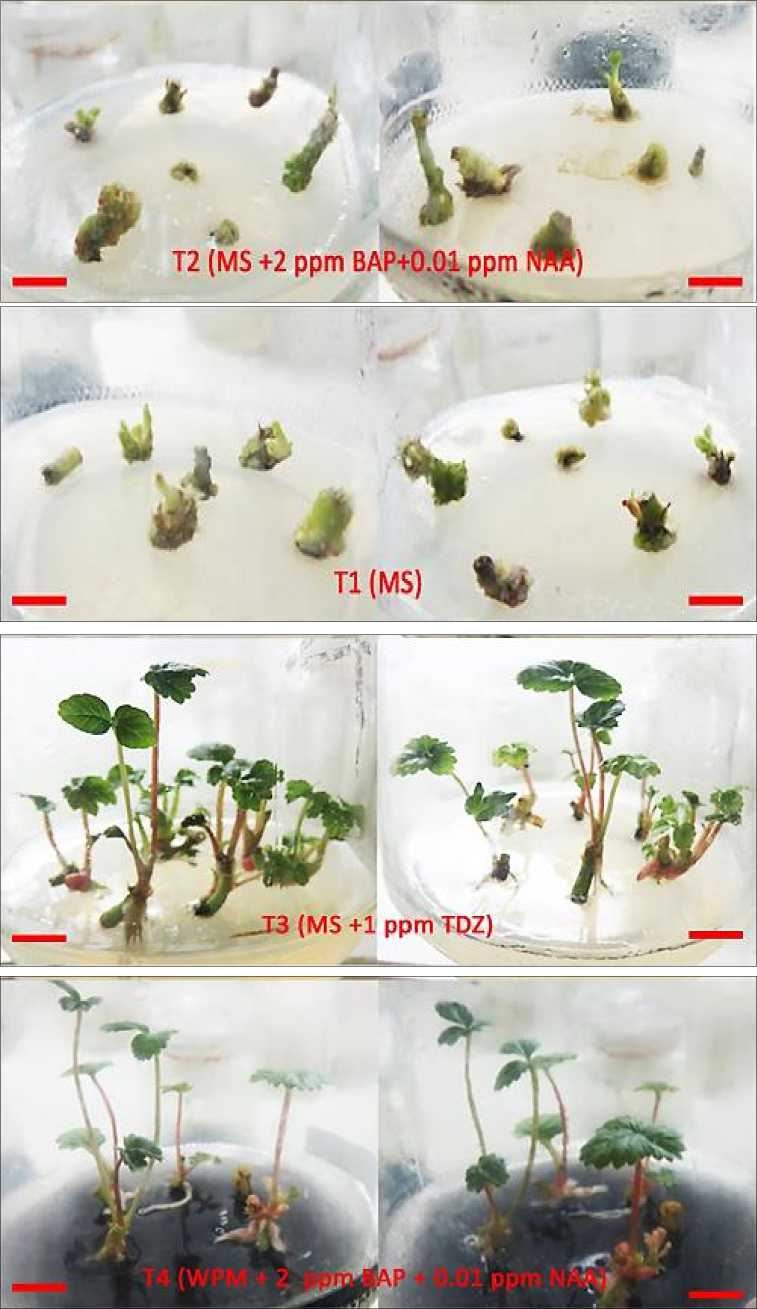 T2 (MS +2 ppm BAP+0.01 ppm NAA)
T1 (MS)
T3 (MS +1 ppm TDZ)
T4 (WPM + 2 ppm BAP + 0.01 ppm NAA)